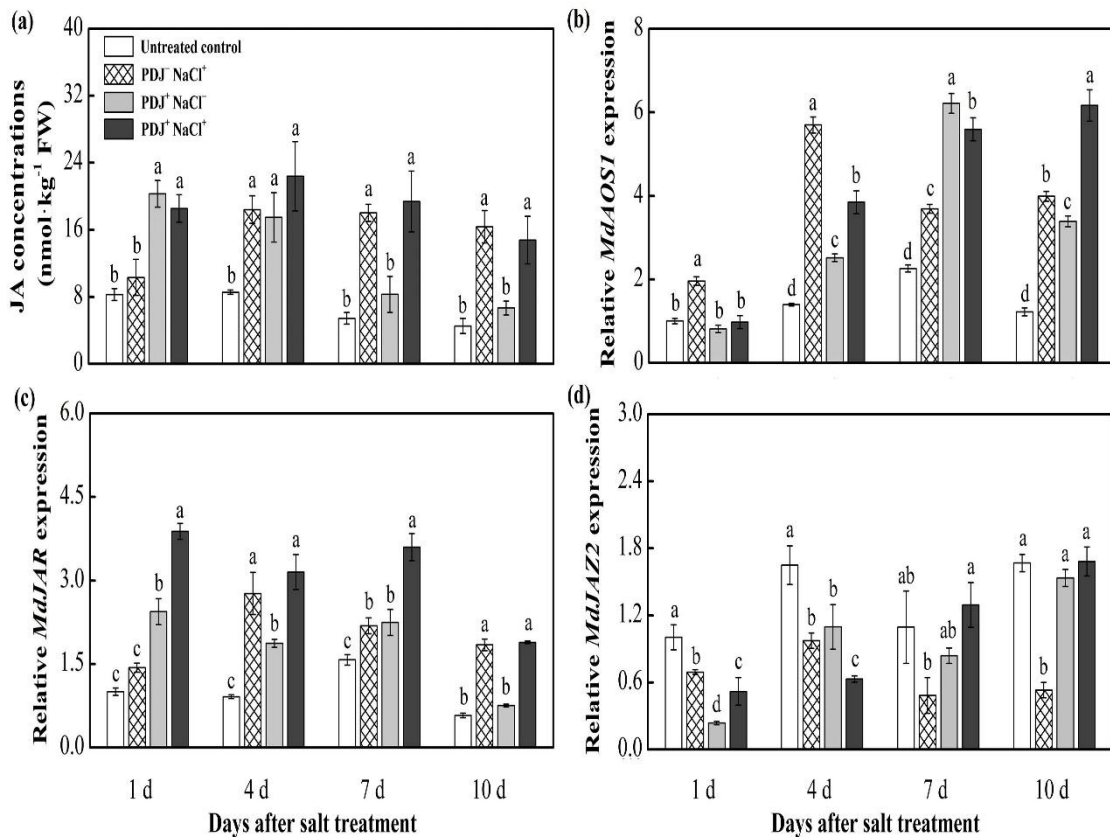 (a)
40
32
24
16
8
0
JA concentrations
(nmol·kg⁻¹ FW)
Untreated control
PDJ⁻ NaCl⁺
PDJ⁺ NaCl⁻
PDJ⁺ NaCl⁺
b b a a
b a a a
b a b a
b a b a
(b)
8
6
4
2
0
Relative MdAOS1 expression
b a b b
d a c b
d c a b
d b c a
(c)
6.0
4.5
3.0
1.5
0.0
Relative MdJAR expression
c c b a
c a b a
c b b a
b a b a
1 d 4 d 7 d 10 d
Days after salt treatment
(d)
3.0
2.4
1.8
1.2
0.6
0.0
Relative MdJAZ2 expression
a b d c
a b b c
ab b ab a
a b a a
1 d 4 d 7 d 10 d
Days after salt treatment